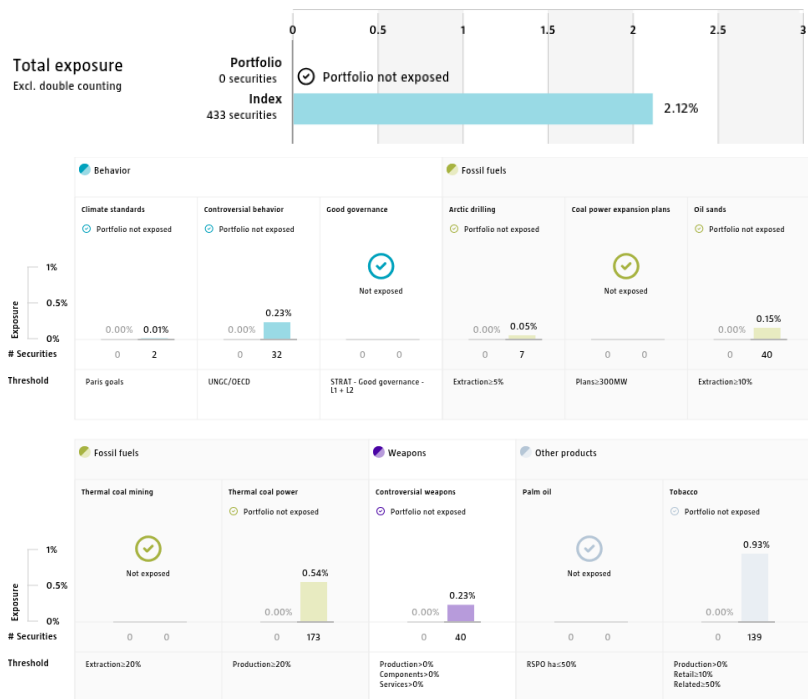 0 0.5 1 1.5 2 2.5 3
Total exposure
Excl. double counting
Portfolio
0 securities
Portfolio not exposed
Index
433 securities
2.12%
Behavior
Fossil fuels
Climate standards
Controversial behavior
Good governance
Arctic drilling
Coal power expansion plans
Oil sands
Portfolio not exposed
Portfolio not exposed
Not exposed
Portfolio not exposed
Not exposed
Portfolio not exposed
Exposure
1%
0.5%
0%
0.00% 0.01%
0.00% 0.23%
0.00% 0.05%
0.00% 0.15%
# Securities
0 2
0 32
0 0
0 7
0 0
0 40
Threshold
Paris goals
UNGC/OECD
STRAT - Good governance -
L1 + L2
Extraction≥5%
Plans≥300MW
Extraction≥10%
Fossil fuels
Weapons
Other products
Thermal coal mining
Thermal coal power
Controversial weapons
Palm oil
Tobacco
Not exposed
Portfolio not exposed
Portfolio not exposed
Not exposed
Portfolio not exposed
Exposure
1%
0.5%
0%
0.00% 0.54%
0.00% 0.23%
0.00% 0.93%
# Securities
0 0
0 173
0 40
0 0
0 139
Threshold
Extraction≥20%
Production≥20%
Production>0%
Components>0%
Services>0%
RSPO ha≤50%
Production>0%
Retail≥10%
Related≥50%